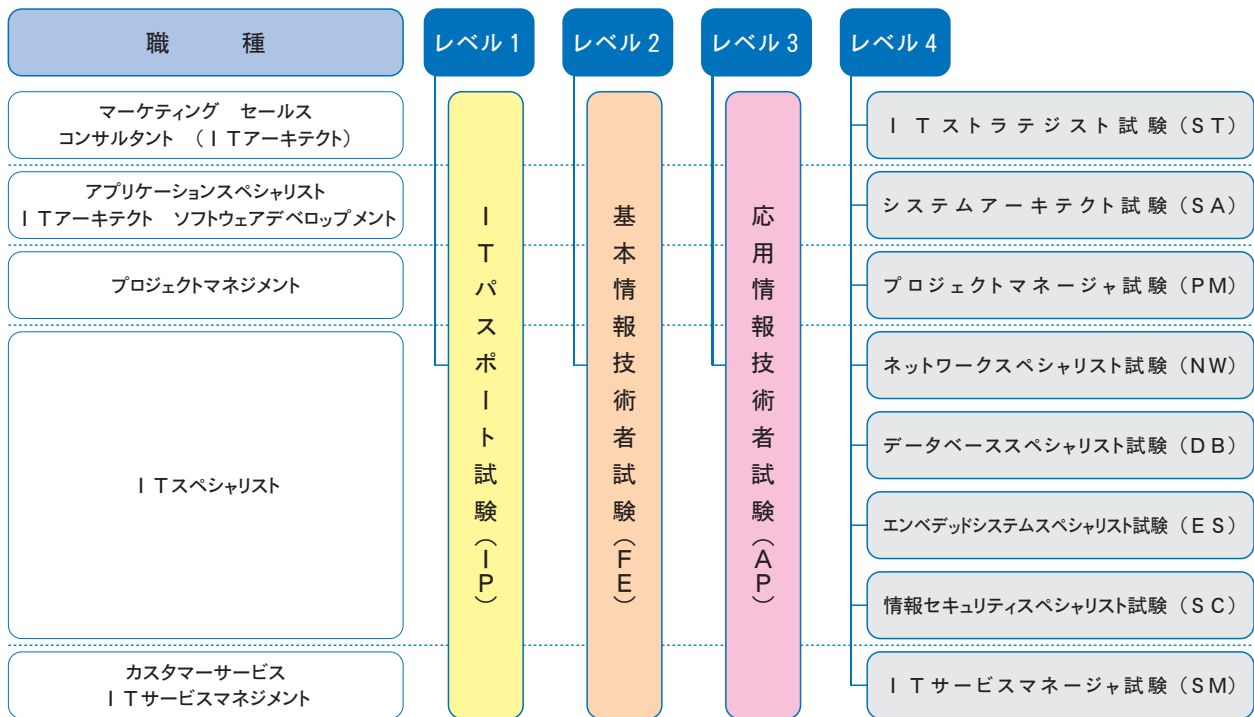 職種
レベル1
レベル2
レベル3
レベル4
マーケティング セールス
コンサルタント (ITアーキテクト)
アプリケーションスペシャリスト
ITアーキテクト ソフトウェアデベロップメント
プロジェクトマネジメント
ITスペシャリスト
カスタマーサービス
ITサービスマネジメント
ITパスポート試験(IP)
基本情報技術者試験(FE)
応用情報技術者試験(AP)
ITストラテジスト試験(ST)
システムアーキテクト試験(SA)
プロジェクトマネージャ試験(PM)
ネットワークスペシャリスト試験(NW)
データベーススペシャリスト試験(DB)
エンベデッドシステムスペシャリスト試験(ES)
情報セキュリティスペシャリスト試験(SC)
ITサービスマネージャ試験(SM)